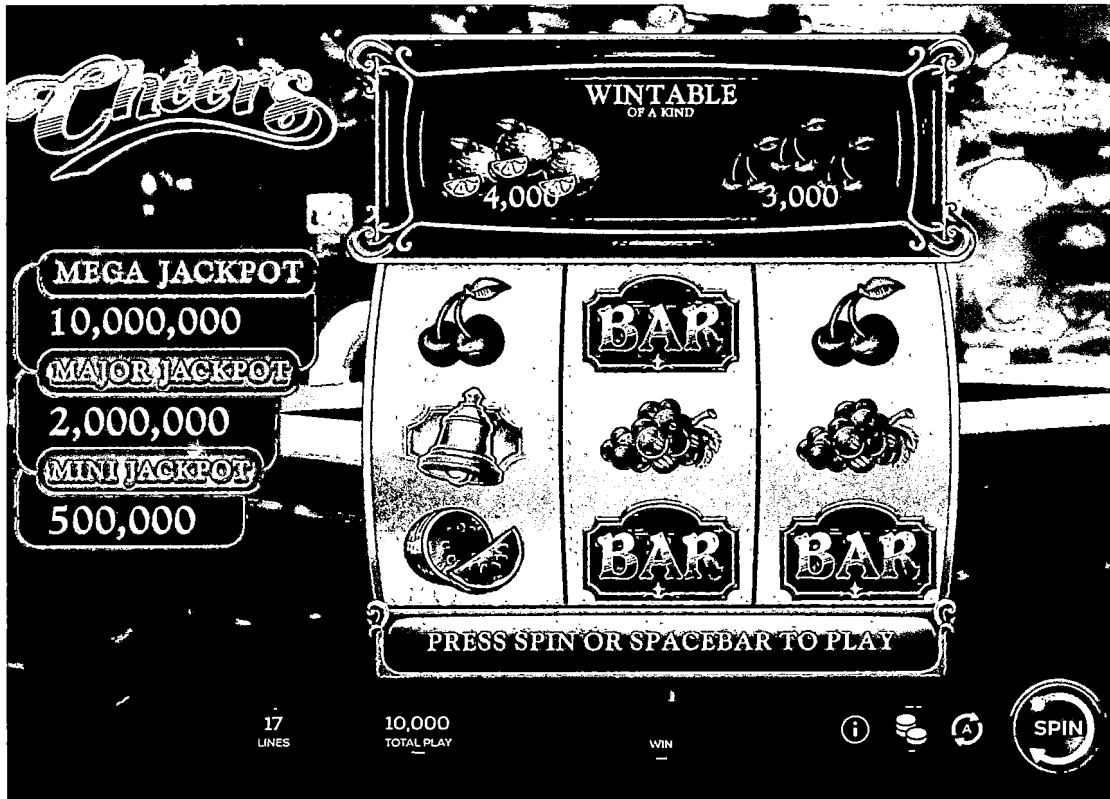 Cheers
WINTABLE
OF A KIND
4,000
3,000
MEGA JACKPOT
10,000,000
MAJOR JACKPOT
2,000,000
MINI JACKPOT
500,000
BAR
BAR
BAR
PRESS SPIN OR SPACEBAR TO PLAY
17
LINES
10,000
TOTAL PLAY
WIN
i
A
SPIN